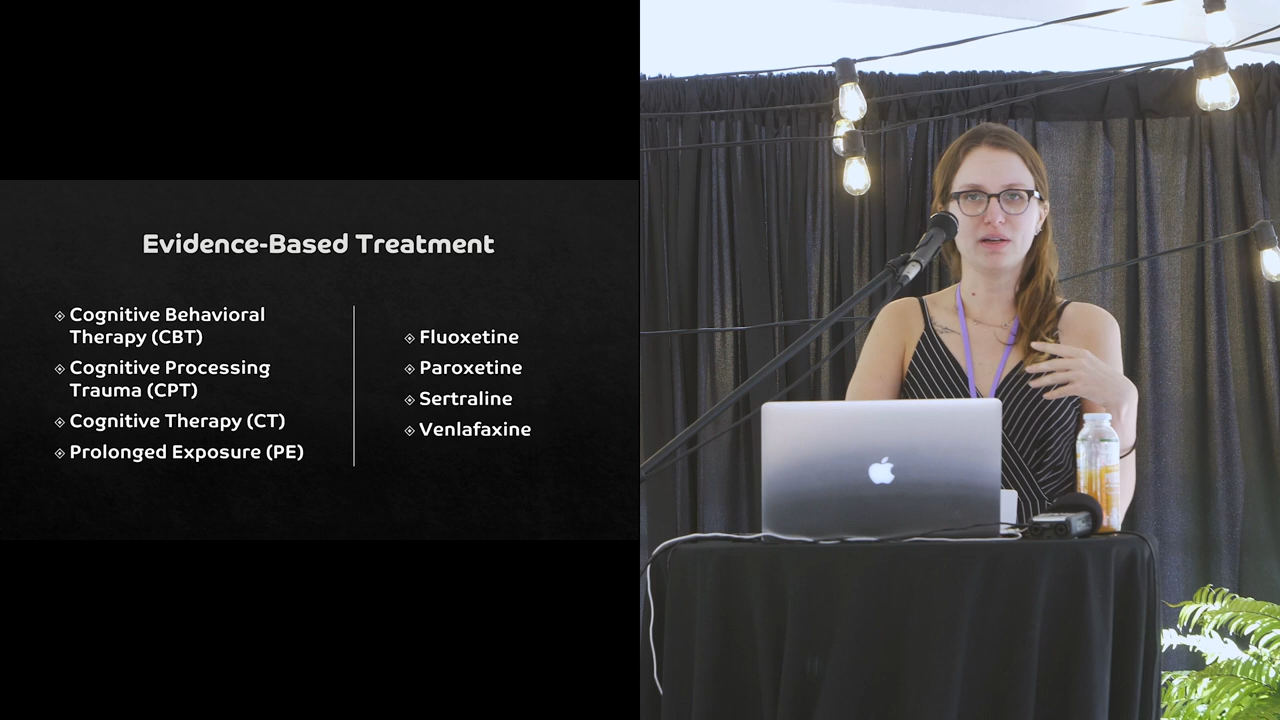 Evidence-Based Treatment
Cognitive Behavioral
Therapy (CBT)
Cognitive Processing
Trauma (CPT)
Cognitive Therapy (CT)
Prolonged Exposure (PE)
Fluoxetine
Paroxetine
Sertraline
Venlafaxine